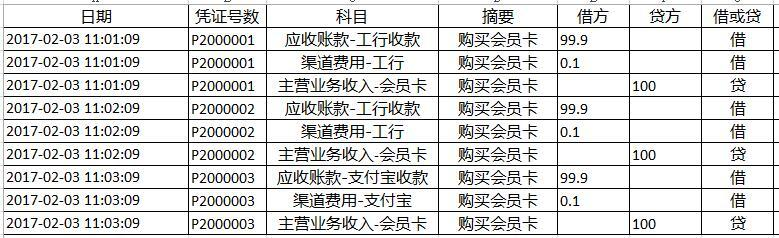 日期 凭证号数 科目 摘要 借方 贷方 借或贷
2017-02-03 11:01:09 P2000001 应收账款-工行收款 购买会员卡 99.9 借
2017-02-03 11:01:09 P2000001 渠道费用-工行 购买会员卡 0.1 借
2017-02-03 11:01:09 P2000001 主营业务收入-会员卡 购买会员卡 100 贷
2017-02-03 11:02:09 P2000002 应收账款-工行收款 购买会员卡 99.9 借
2017-02-03 11:02:09 P2000002 渠道费用-工行 购买会员卡 0.1 借
2017-02-03 11:02:09 P2000002 主营业务收入-会员卡 购买会员卡 100 贷
2017-02-03 11:03:09 P2000003 应收账款-支付宝收款 购买会员卡 99.9 借
2017-02-03 11:03:09 P2000003 渠道费用-支付宝 购买会员卡 0.1 借
2017-02-03 11:03:09 P2000003 主营业务收入-会员卡 购买会员卡 100 贷